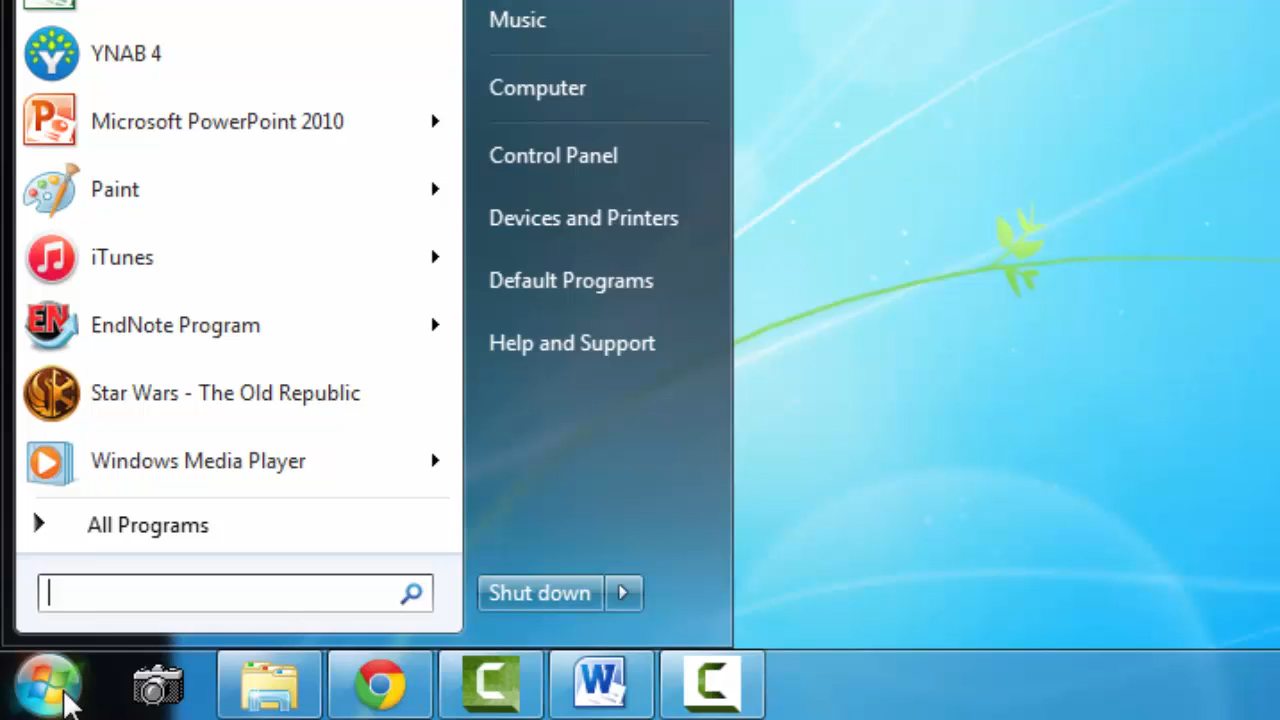 YNAB 4
Microsoft PowerPoint 2010
Paint
iTunes
EndNote Program
Star Wars - The Old Republic
Windows Media Player
All Programs
Music
Computer
Control Panel
Devices and Printers
Default Programs
Help and Support
Shut down